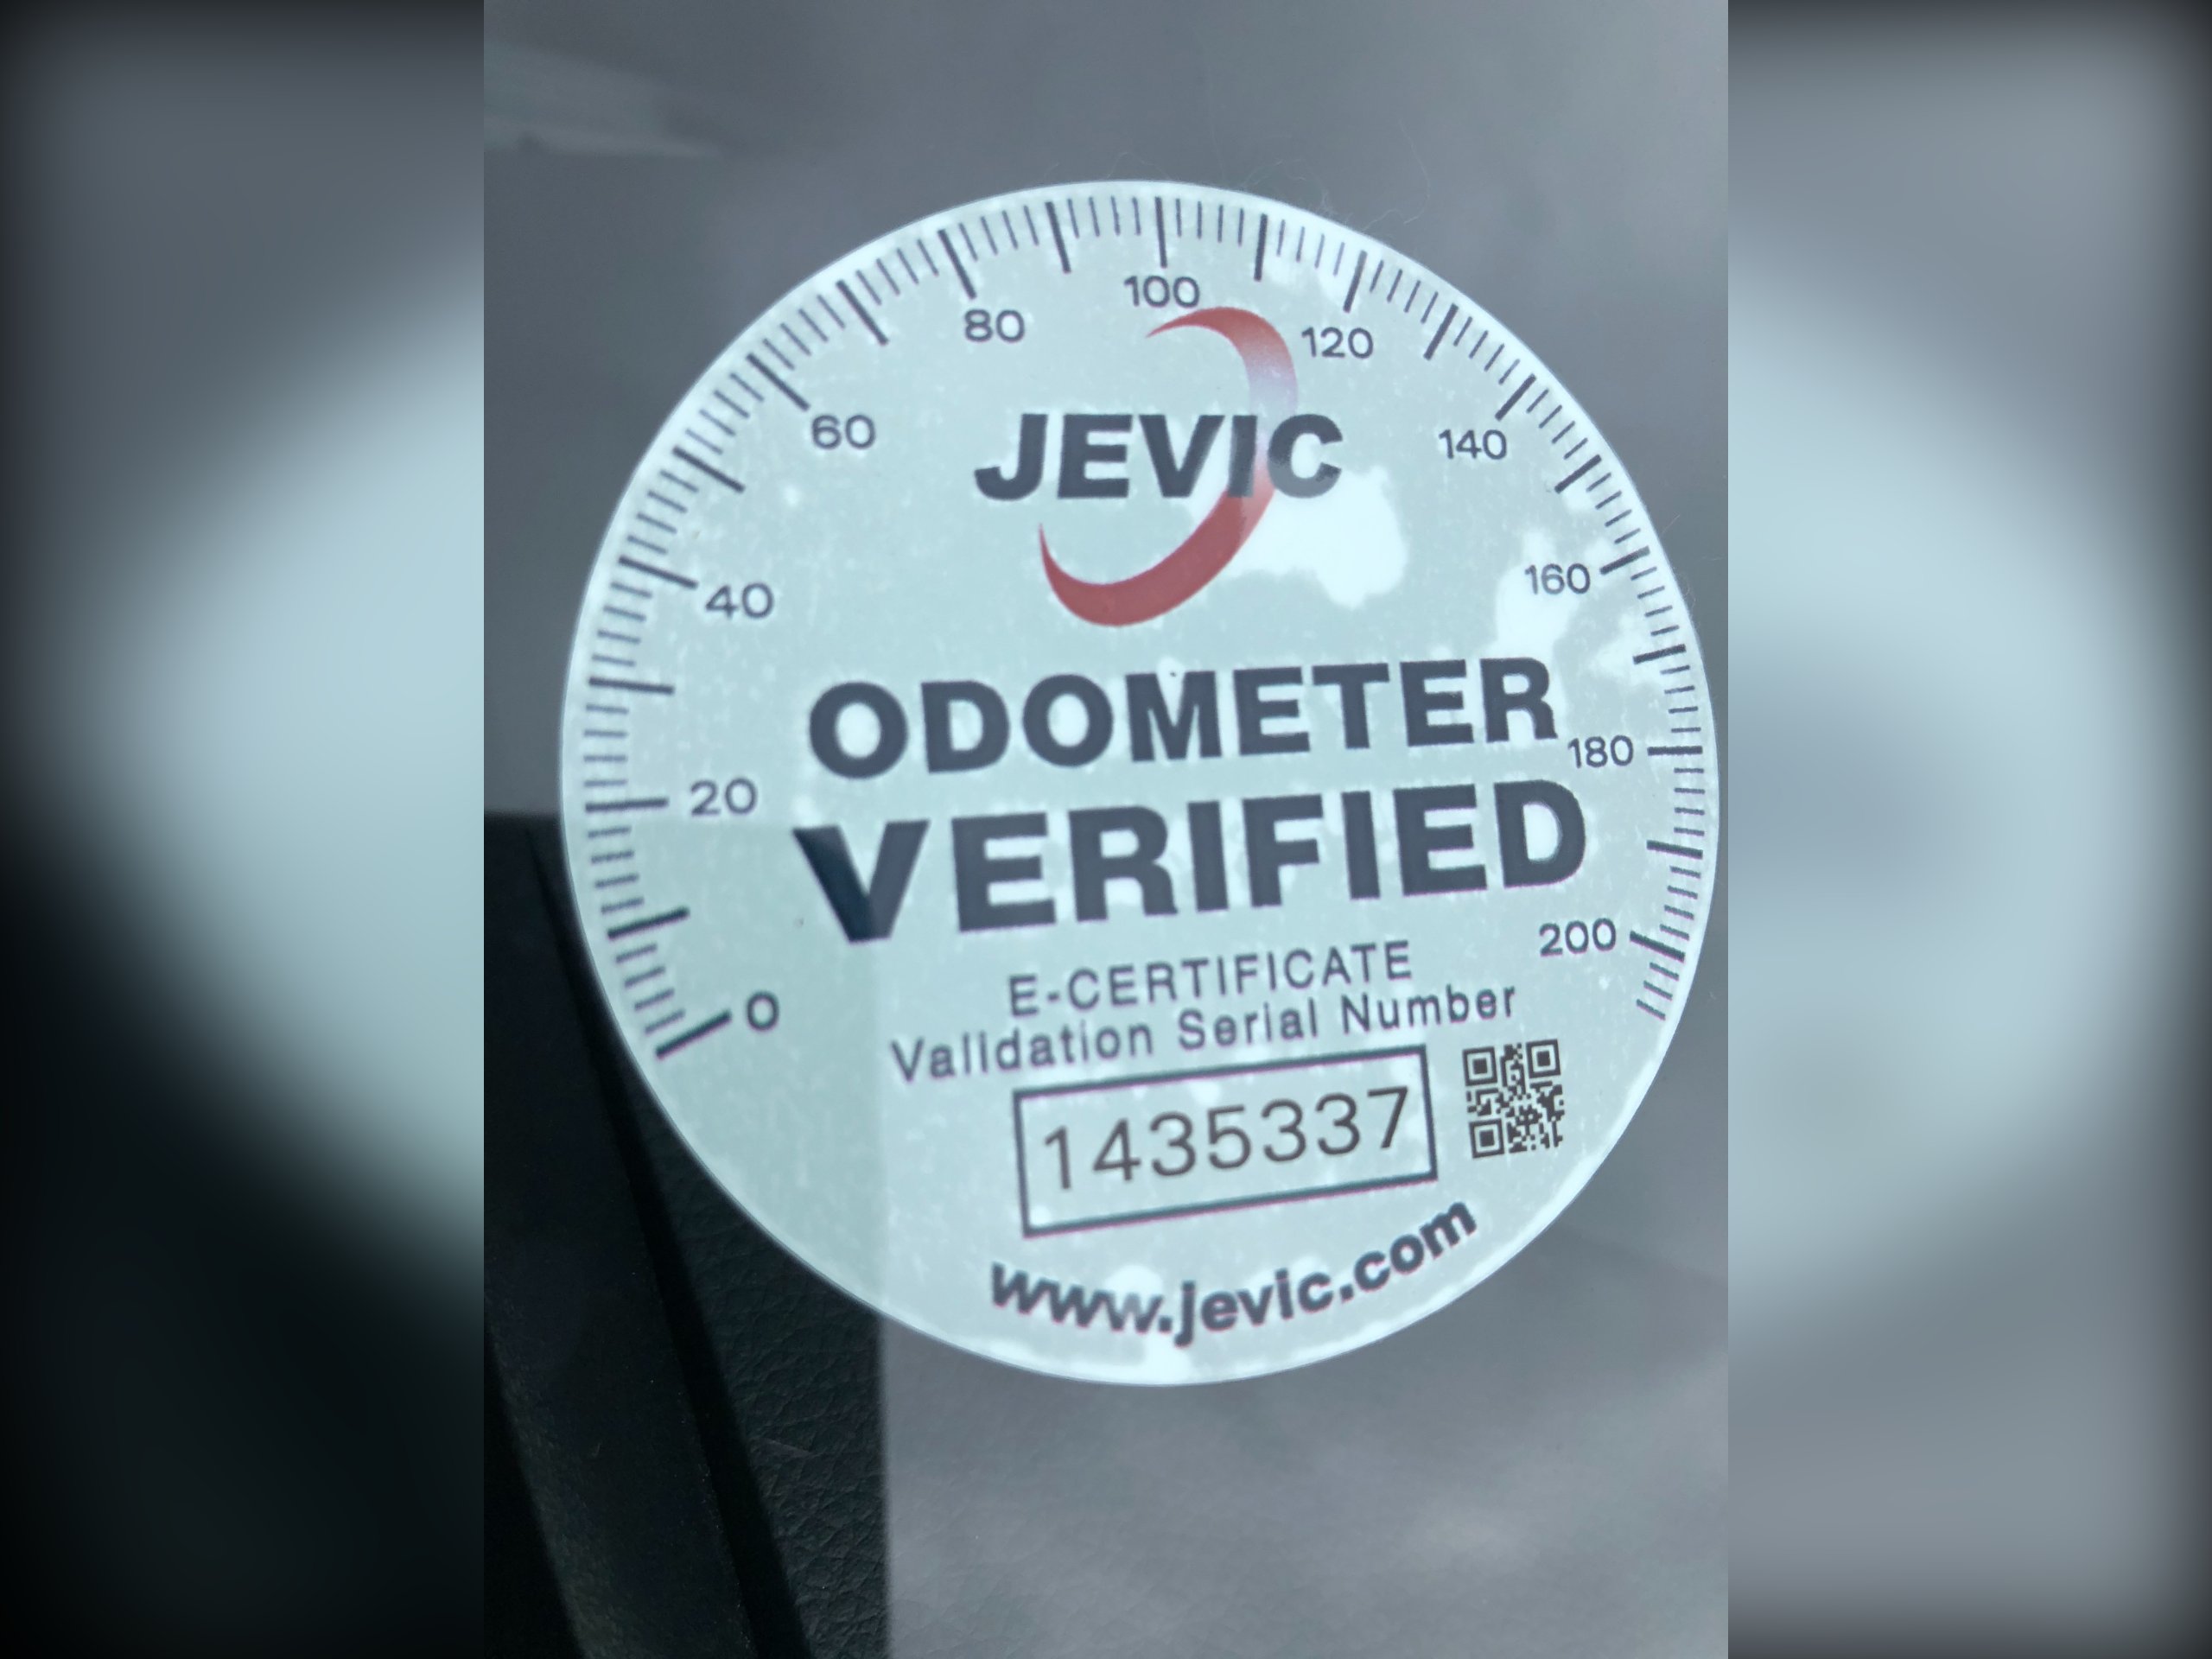 0
20
40
60
80
100
120
140
160
180
200
JEVIC
ODOMETER
VERIFIED
E-CERTIFICATE
Validation Serial Number
1435337
www.jevic.com